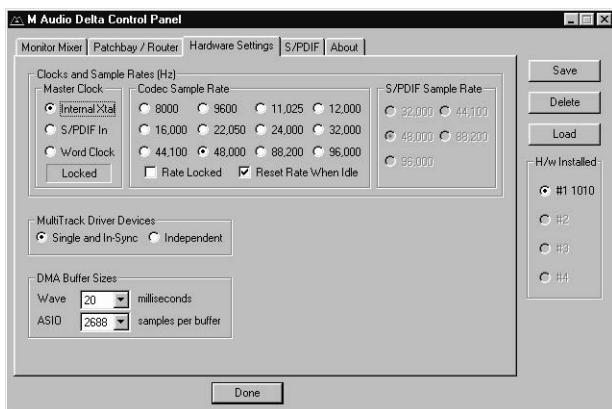 M Audio Delta Control Panel
Monitor Mixer Patchbay / Router Hardware Settings S/PDIF About
Clocks and Sample Rates (Hz)
Master Clock
Internal Xtal
S/PDIF In
Word Clock
Locked
Codec Sample Rate
8000 9600 11,025 12,000
16,000 22,050 24,000 32,000
44,100 48,000 88,200 96,000
Rate Locked Reset Rate When Idle
S/PDIF Sample Rate
32,000 44,100
48,000 88,200
96,000
MultiTrack Driver Devices
Single and In-Sync Independent
DMA Buffer Sizes
Wave 20 milliseconds
ASIO 2688 samples per buffer
Save
Delete
Load
H/w Installed
#1 1010
#2
#3
#4
Done